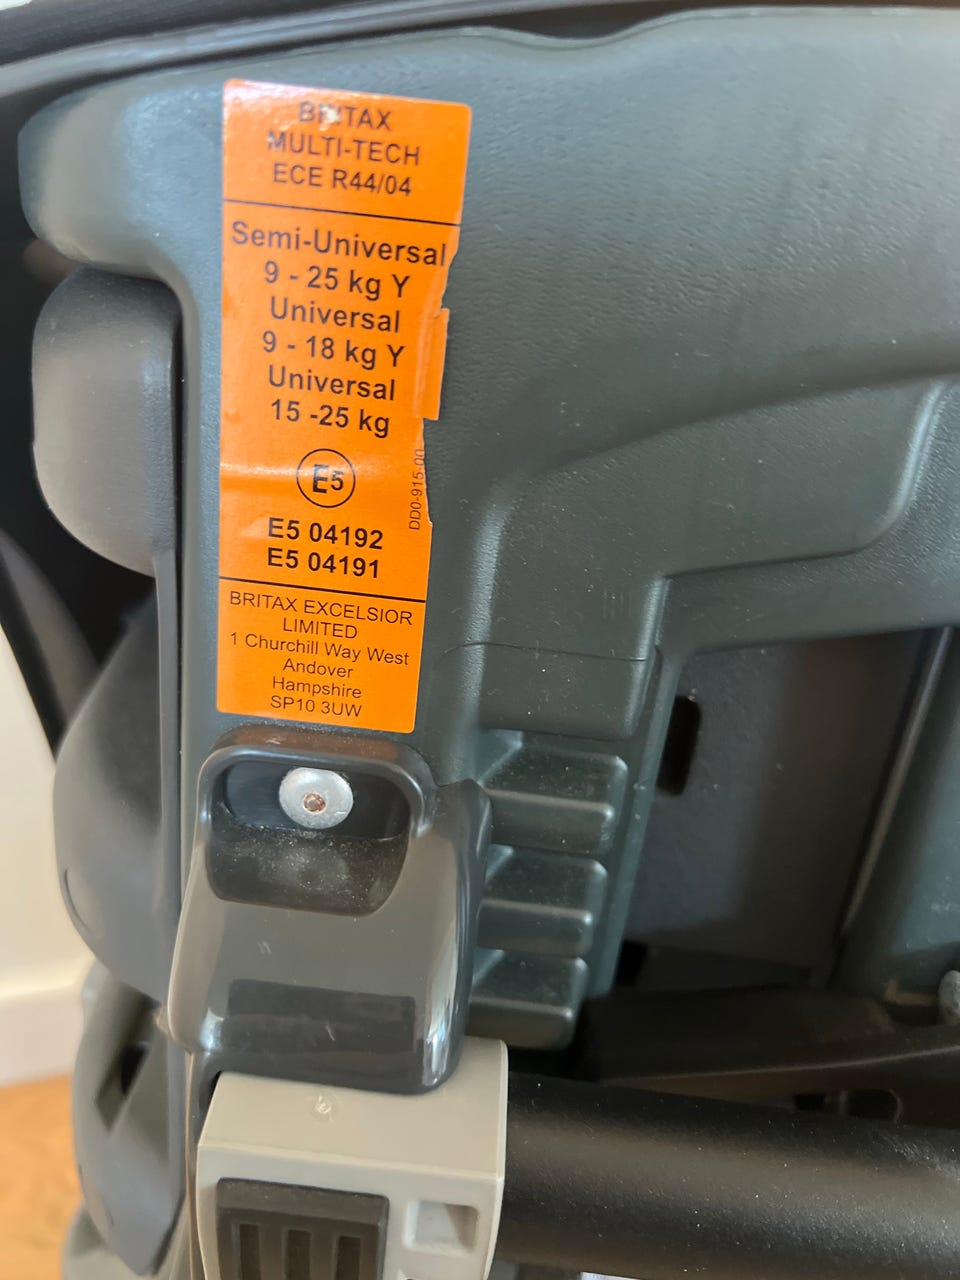 BRITAX
MULTI-TECH
ECE R44/04
Semi-Universal
9 - 25 kg Y
Universal
9 - 18 kg Y
Universal
15 -25 kg
E5
DD0-915-00
E5 04192
E5 04191
BRITAX EXCELSIOR
LIMITED
1 Churchill Way West
Andover
Hampshire
SP10 3UW